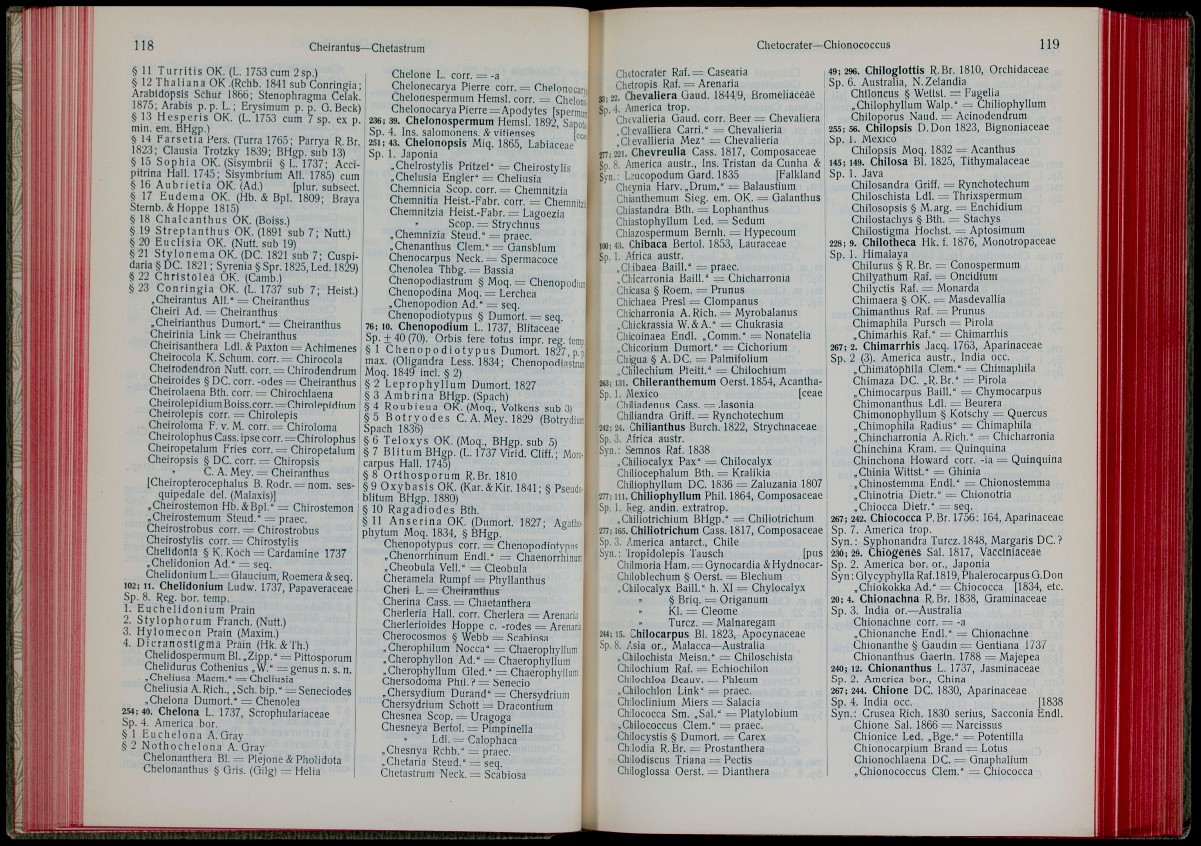 118
Cheirantus—Chetastrum
§ 11 Turritis OK. (L. 1753 cum 2 sp.)
§ 12 Thaliana OK. (Rchb. 1841 sub Conringia;
Arabidopsis Schur 1866; Stenophragma Celak.
1875; Arabis p. p. L.; Erysimum p. p. G. Beck)
§ 13 Hesperis OK. (L. 1753 cum 7 sp. ex p.
min. em. BHgp.)
§ 14 Farsetia Pers. (Turra 1765; Parrya R. Br.
1823; Clausia Trotzky 1839; BHgp. sub 13)
§ 15 Sophia OK. (Sisymbrii § L. 1737; Acci-
pitrina Hall. 1745; Sisymbrium All. 1785) cum
§ 16 Aubrietia OK. (Ad.) [plur. subsect.
§ 17 Eudema OK. (Hb. & Bpl. 1809; Braya
Sternb. & Hoppe 1815)
§ 18 Chalcanthus OK. (Boiss.)
§ 19 Streptanthus OK. (1891 sub 7; Nutt.)
§ 20 Euclisia OK. (Nutt. sub 19)
§ 21 Stylonema OK. (DC. 1821 sub 7; Cuspi-
daria § DC. 1821; Syrenia § Spr. 1825, Led. 1829)
§ 22 Christolea OK. (Camb.)
§ 23 Conringia OK. (L. 1737 sub 7; Heist.)
„Cheirantus All.“ = Cheiranthus
Cheiri Ad. = Cheiranthus
„Cheirianthus Dumort.“ = Cheiranthus
Cheirinia Link = Cheiranthus
Cheirisanthera Ldl. & Paxton = Achimenes
Cheirocola K. Schum. corr. = Chirocola
Cheirodendron Nutt. corr. = Chirodendrum
Cheiroides § DC. corr. -odes = Cheiranthus
Cheirolaena Bth. corr. = Chirochlaena
Cheirolepidium Boiss. corr. = Chirolepidium
Cheirolepis corr. = Chirolepis
Cheiroloma F. v. M. corr. = Chiroloma
Cheirolophus Cass. ipse corr. = Chirolophus
Cheiropetalum Fries corr. = Chiropetalum
Cheiropsis § DC. corr. = Chiropsis
" C. A. Mey. = Cheiranthus
[Cheiropterocephalus B. Rodr. = nom. ses-
quipedale del. (Malaxis)]
„Cheirostemon Hb. & Bpl.“ = Chirostemon
„Cheirostemum Steud.“ = praec.
Cheirostrobus corr. = Chirostrobus
Cheirostylis corr. = Chirostylis
Chelidonia § K. Koch = Cardamine 1737
„Chelidonion Ad.“ = seq.
Chelidonium L. = Glaucium, Roemera & seq.
102; 11. Chelidonium Ludw. 1737, Papaveraceae
Sp. 8. Reg. bor. temp.
1. Euchelidonium Prain
2. Stylophorum Franch. (Nutt.)
3. Hylomecon Prain (Maxim.)
4. Dicranostigma Prain (Hk. & Th.)
Chelidospermum Bl. „Zipp.“ = Pittosporum
Chelidurus Cothenius „W.“ = genus n. s. n.
„Cheliusa Maem.“ = Cheliusia
Cheliusia A. Rich., „Sch. bip.“ = Seneciodes
„Chelona Dumort.“ = Chenolea
254; 40. Chelona L. 1737, Scrophulariaceae
Sp. 4. America bor.
§ 1 Euchelona A. Gray
§ 2 Nothochelona A. Gray
Chelonanthera Bl. = Plejone & Pholidota
Chelonanthus § Gris. (Gilg) = Helia
Chelone L. corr. = -a
Chelonecarya Pierre corr. =
Chelonespermum Hemsl. corr. =
Chelonocarya Pierre = Apodytes
236; 39. Chelonospermum Hemsl. 1892,
Sp. 4. Ins. salomonens. & vitienses
251; 43. Chelonopsis Miq. 1865, Labiaceae
Sp. 1. Japonia
„Chelrostylis Pritzel“ = Cheirostylis
„Chelusia Engler“ = Cheliusia
Chemnicia Scop. corr. = Chemnitzia
Chemnitia Heist.-Fabr. corr. = Chemnitzia
Chemnitzia Heist.-Fabr. = Lagoezia
" Scop. = Strychnus
„Chemnizia Steud.“ = praec.
„Chenanthus Clem.“ = Gansblum
Chenocarpus Neck. = Spermacoce
Chenolea Thbg. = Bassia
Chenopodiastrum § Moq. = Chenopodium
Chenopodina Moq. = Lerchea
„Chenopodion Ad.“ = seq.
Chenopodiotypus § Dumort. = seq.
76; 10. Chenopodium L. 1737, Blitaceae
Sp. ± 40 (70). Orbis fere totus impr. reg. temp.
§ 1 Chenopodiotypus Dumort. 1827, p. p.
max. (Oligandra Less. 1834; Chenopodiastrum
Moq. 1849 incl. § 2)
§ 2 Leprophyllum Dumort. 1827
§ 3 Ambrina BHgp. (Spach)
§ 4 Roubieua OK. (Moq., Volkens sub 3)
§ 5 Botryodes C. A. Mey. 1829 (Botrydium
Spach 1836)
§ 6 Teloxys OK. (Moq., BHgp. sub 5)
§ 7 Blitum BHgp. (L. 1737 Virid. Cliff.; Mori-
carpus Hall. 1745)
§ 8 Orthosporum R. Br. 1810
§ 9 Oxybasis OK. (Kar. & Kir. 1841; § Pseudo-
blitum BHgp. 1880)
§ 10 Ragadiodes Bth.
§ 11 Anserina OK. (Dumort. 1827; Agatho-
phytum Moq. 1834, § BHgp.
Chenopotypus corr. = Chenopodiotypus
„Chenorrhinum Endl.“ = Chaenorrhinum
„Cheobula Vell.“ = Cleobula
Cheramela Rumpf = Phyllanthus
Cheri L. = Cheiranthus
Cherina Cass. = Chaetanthera
Cherleria Hall. corr. Cherlera = Arenaria
Cherlerioides Hoppe c. -rodes = Arenaria
Cherocosmos § Webb = Scabiosa
„Cherophilum Nocca“ = Chaerophyllum
„Cherophyllon Ad.“ = Chaerophyllum
„Cherophyllum Gled.“ = Chaerophyllum
Chersodoma Phil. ? = Senecio
„Chersydium Durand“ = Chersydrium
Chersydrium Schott = Dracontium
Chesnea Scop. = Uragoga
Chesneya Bertol. = Pimpinella
" Ldl. = Calophaca
„Chesnya Rchb.“ = praec.
„Chetaria Steud.“ = seq.
Chetastrum Neck. = Scabiosa
Chetocrater—Chionococcus
119
Chetocrater Raf. = Casearia
Chetropis Raf. = Arenaria
33; 22. Chevaliera Gaud. 1844/9, Bromeliaceae
Sp. 4. America trop.
Chevalieria Gaud. corr. Beer = Chevaliera
„Chevalliera Carri.“ = Chevalieria
„Chevallieria Mez“ = Chevalieria
277; 221. Chevreulia Cass. 1817, Composaceae
Sp. 8. America austr., Ins. Tristan da Cunha &
Syn.: Leucopodum Gard. 1835 [Falkland
Cheynia Harv. „Drum.“ = Balaustium
Chianthemum Sieg. em. OK. = Galanthus
Chiastandra Bth. = Lophanthus
Chiastophyllum Led. = Sedum
Chiazospermum Bernh. = Hypecoum
100; 43. Chibaca Bertol. 1853, Lauraceae
Sp. 1. Africa austr.
„Chibaea Baill.“ = praec.
„Chicarronia Baill.“ = Chicharronia
Chicasa § Roem. = Prunus
Chichaea Presl = Clompanus
Chicharronia A. Rich. = Myrobalanus
„Chickrassia W. & A.“ = Chukrasia
Chicoinaea Endl. „Comm.“ = Nonatelia
„Chicorium Dumort.“ = Cichorium
Chigua § A. DC. = Palmifolium
„Chilechium Pfeiff.“ = Chilochium
263; 131. Chileranthemum Oerst. 1854, Acantha-
Sp. 1. Mexico [ceae
Chiliadenus Cass. = Jasonia
Chiliandra Griff. = Rynchotechum
242; 24. Chilianthus Burch. 1822, Strychnaceae
Sp. 3. Africa austr.
Syn.: Semnos Raf. 1838
„Chiliocalyx Pax“ = Chilocalyx
Chiliocephalum Bth. = Kralikia
Chiliophyllum DC. 1836 = Zaluzania 1807
277; 111. Chiliophyllum Phil. 1864, Composaceae
Sp. 1. Reg. andin. extratrop.
„Chiliotrichium BHgp.“ = Chiliotrichum
277; 165. Chiliotrichum Cass. 1817, Composaceae
Sp. 3. America antarct., Chile
Syn.: Tropidolepis Tausch [pus
Chilmoria Ham. = Gynocardia & Hydnocar-
Chiloblechum § Oerst. = Blechum
„Chilocalyx Baill.“ h. XI = Chylocalyx
" § Briq. = Origanum
" Kl. = Cleome
" Turcz. = Malnaregam
244; 15. Chilocarpus Bl. 1823, Apocynaceae
Sp. 8. Asia or., Malacca—Australia
„Chilochista Meisn.“ = Chiloschista
Chilochium Raf. = Echiochilon
Chilochloa Beauv. = Phleum
„Chilochlon Link“ = praec.
Chiloclinium Miers = Salacia
Chilococca Sm. „Sal.“ = Platylobium
„Chilococcus Clem.“ = praec.
Chilocystis § Dumort. = Carex
Chilodia R. Br. = Prostanthera
Chilodiscus Triana = Pectis
Chiloglossa Oerst. = Dianthera
49; 296. Chiloglottis R. Br. 1810, Orchidaceae
Sp. 6. Australia, N. Zelandia
Chiloncus § Wettst. = Fagelia
„Chilophyllum Walp.“ = Chiliophyllum
Chiloporus Naud. = Acinodendrum
255; 56. Chilopsis D. Don 1823, Bignoniaceae
Sp. 1. Mexico
Chilopsis Moq. 1832 = Acanthus
145; 149. Chilosa Bl. 1825, Tithymalaceae
Sp. 1. Java
Chilosandra Griff. = Rynchotechum
Chiloschista Ldl. = Thrixspermum
Chilosopsis § M. arg. = Enchidium
Chilostachys § Bth. = Stachys
Chilostigma Hochst. = Aptosimum
228; 9. Chilotheca Hk. f. 1876, Monotropaceae
Sp. 1. Himalaya
Chilurus § R. Br. = Conospermum
Chilyathum Raf. = Oncidium
Chilyctis Raf. = Monarda
Chimaera § OK. = Masdevallia
Chimanthus Raf. = Prunus
Chimaphila Pursch = Pirola
„Chimarhis Raf.“ = Chimarrhis
267; 2. Chimarrhis Jacq. 1763, Aparinaceae
Sp. 2 (3). America austr., India occ.
„Chimatophila Clem.“ = Chimaphila
Chimaza DC. „R. Br.“ = Pirola
„Chimocarpus Baill.“ = Chymocarpus
Chimonanthus Ldl. = Beurera
Chimonophyllum § Kotschy = Quercus
„Chimophila Radius“ = Chimaphila
„Chincharronia A. Rich.“ = Chicharronia
Chinchina Kram. = Quinquina
Chinchona Howard corr. -ia = Quinquina
„Chinia Wittst.“ = Ghinia
„Chinostemma Endl.“ = Chionostemma
„Chinotria Dietr.“ = Chionotria
„Chiocca Dietr.“ = seq.
267; 242. Chiococca P. Br. 1756; 164, Aparinaceae
Sp. 7. America trop.
Syn.: Syphonandra Turcz. 1848, Margaris DC. ?
230; 29. Chiogenes Sal. 1817, Vacciniaceae
Sp. 2. America bor. or., Japonia
Syn: Glycyphylla Raf. 1819, Phalerocarpus G. Don
„Chiokokka Ad.“ = Chiococca [1834, etc.
20; 4. Chionachna R. Br. 1838, Graminaceae
Sp. 3. India or.—Australia
Chionachne corr. = -a
„Chionanche Endl.“ = Chionachne
Chionanthe § Gaudin = Gentiana 1737
Chionanthus Gaertn. 1788 = Majepea
240; 12. Chionanthus L. 1737, Jasminaceae
Sp. 2. America bor., China
267; 244. Chione DC. 1830, Aparinaceae
Sp. 4. India occ. [1838
Syn.: Crusea Rich. 1830 serius, Sacconia Endl.
Chione Sal. 1866 = Narcissus
Chionice Led. „Bge.“ = Potentilla
Chionocarpium Brand = Lotus
Chionochlaena DC. = Gnaphalium
„Chionococcus Clem.“ = Chiococca